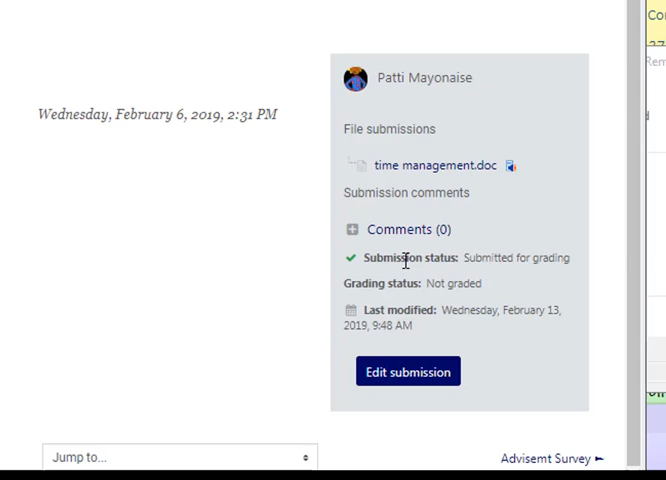 Patti Mayonaise
Wednesday, February 6, 2019, 2:31 PM
File submissions
time management.doc
Submission comments
Comments (0)
Submission status: Submitted for grading
Grading status: Not graded
Last modified: Wednesday, February 13,
2019, 9:48 AM
Edit submission
Jump to...
Advisemt Survey